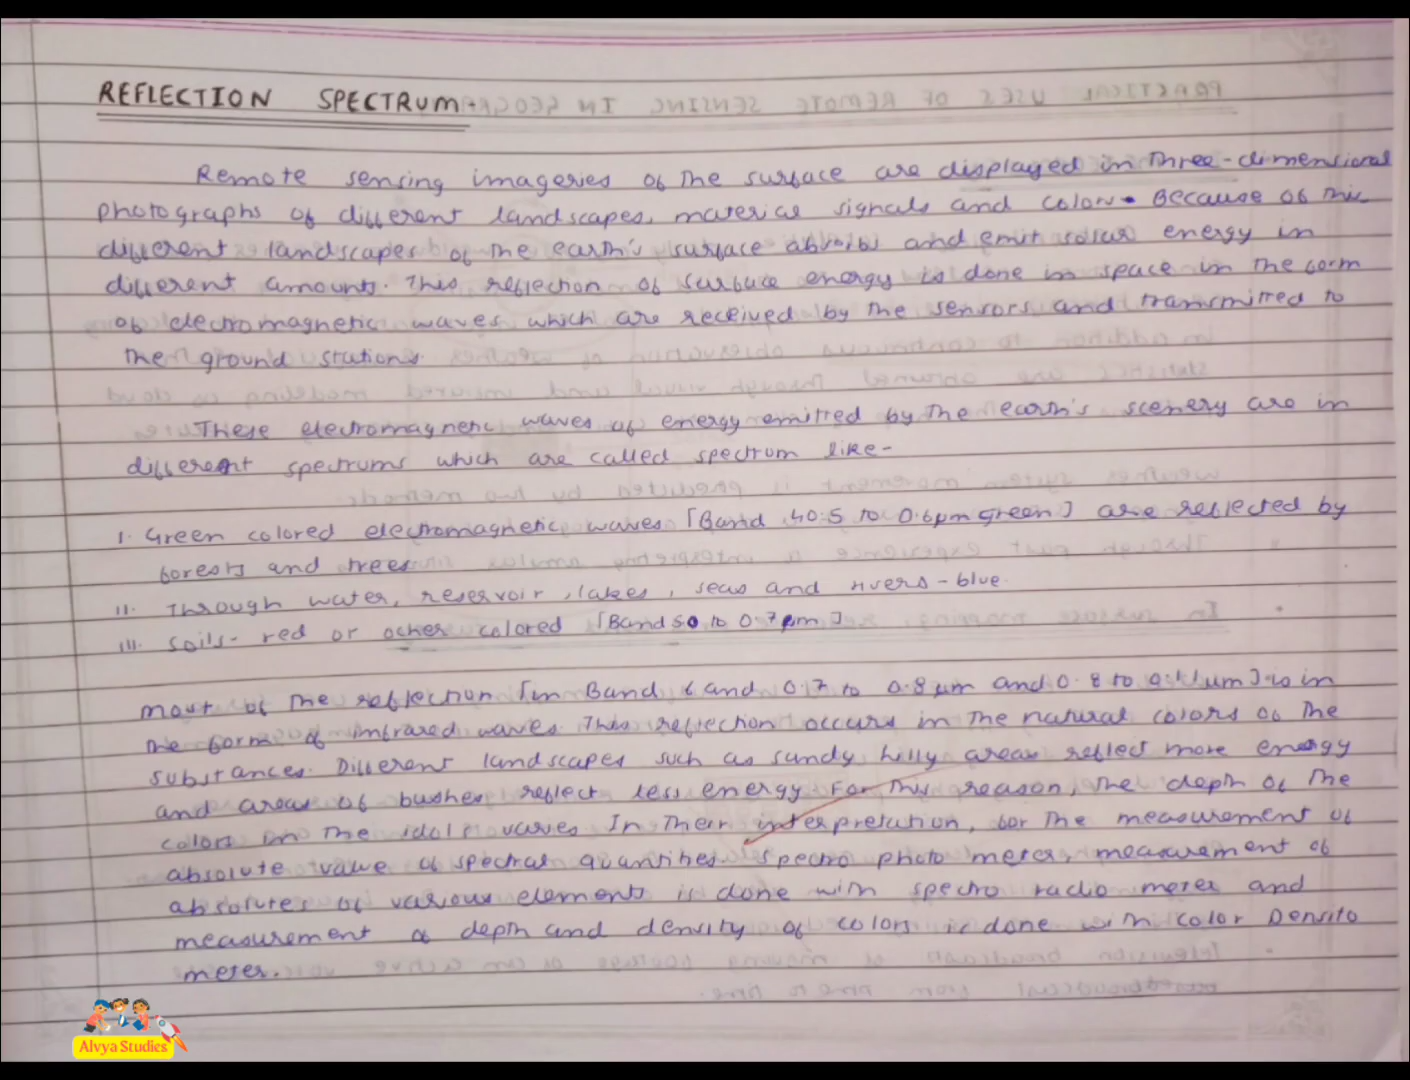 REFLECTION SPECTRUM-
Remote sensing imageries of the surface are displayed in three-dimensional
photographs of different landscapes, material signals and colors. Because of the
different landscapes of the earth's surface absorbs and emit solar energy in
different amounts. This reflection of surface energy is done in space in the form
of electromagnetic waves which are received by the sensors and transmitted to
the ground stations.
These electromagnetic waves of energy emitted by the earth's scenery are in
different spectrums which are called spectrum like-
I. Green colored electromagnetic waves [Band 40.5 to 0.6μm green] are reflected by
forests and trees
II. Through water, reservoir, lakes, seas and rivers-blue.
III. Soils- red or ocher colored [Band 50 to 0.7μm]
most of the reflection [in Band 6 and 0.7 to 0.8μm and 0.8 to μm] is in
the form of infrared waves. This reflection occurs in the natural colors of the
substances. Different landscapes such as sandy, hilly areas reflect more energy
and areas of bushes reflect less energy. For this reason, the depth of the
colors in the idol varies In Their interpretation, for the measurement of
absolute value of spectral quantities spectro photo meter, measurement of
absolutes of various elements is done with spectro radio meter and
measurement of depth and density of colors is done with color Densito
meter.
Alvya Studies